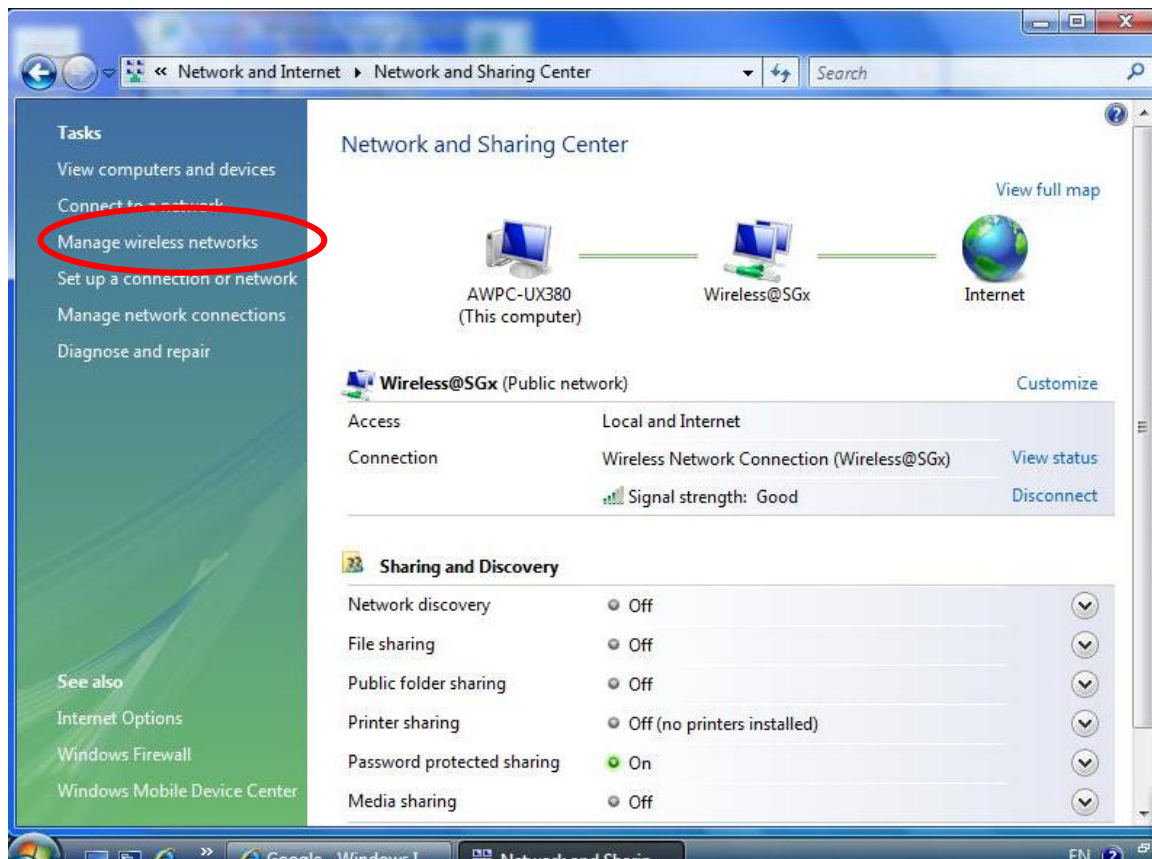 « Network and Internet ▸ Network and Sharing Center
Search
Tasks
View computers and devices
Connect to a network
Manage wireless networks
Set up a connection or network
Manage network connections
Diagnose and repair
See also
Internet Options
Windows Firewall
Windows Mobile Device Center
Network and Sharing Center
View full map
AWPC-UX380
(This computer)
Wireless@SGx
Internet
Wireless@SGx (Public network)
Customize
Access
Local and Internet
Connection
Wireless Network Connection (Wireless@SGx)
View status
Signal strength: Good
Disconnect
Sharing and Discovery
Network discovery
Off
File sharing
Off
Public folder sharing
Off
Printer sharing
Off (no printers installed)
Password protected sharing
On
Media sharing
Off
»
Google - Windows I...
Network and Sharin...
EN